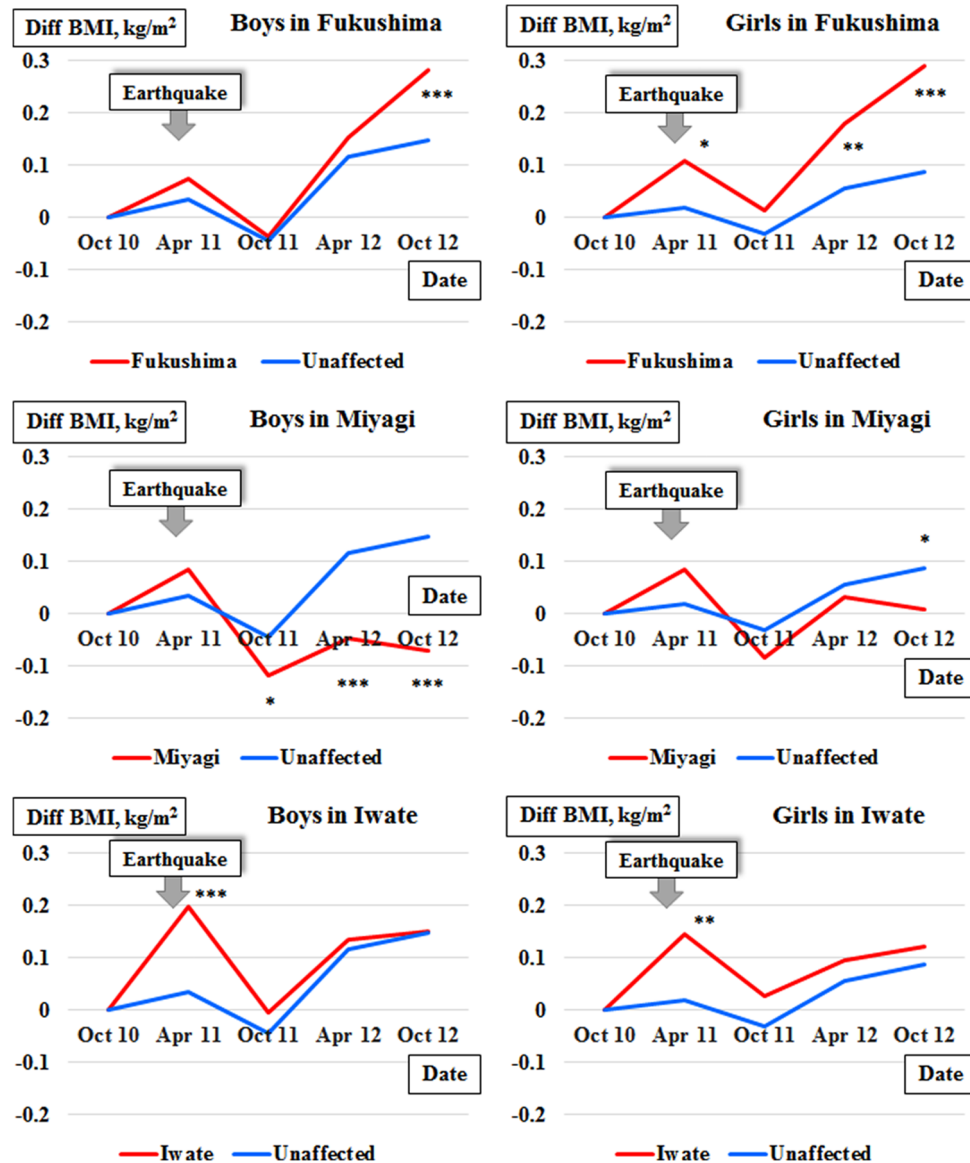 Diff BMI, kg/m² Boys in Fukushima
0.3
Earthquake
0.2
***
0.1
0
Oct 10 Apr 11 Oct 11 Apr 12 Oct 12
-0.1
Date
-0.2
Fukushima Unaffected
Diff BMI, kg/m² Girls in Fukushima
0.3
Earthquake
***
0.2
* **
0.1
0
Oct 10 Apr 11 Oct 11 Apr 12 Oct 12
-0.1
Date
-0.2
Fukushima Unaffected
Diff BMI, kg/m² Boys in Miyagi
0.3
Earthquake
0.2
0.1
Date
0
Oct 10 Apr 11 Oct 11 Apr 12 Oct 12
-0.1
* *** ***
-0.2
Miyagi Unaffected
Diff BMI, kg/m² Girls in Miyagi
0.3
Earthquake
0.2
*
0.1
0
Oct 10 Apr 11 Oct 11 Apr 12 Oct 12
-0.1
Date
-0.2
Miyagi Unaffected
Diff BMI, kg/m² Boys in Iwate
0.3
Earthquake
***
0.2
0.1
0
Oct 10 Apr 11 Oct 11 Apr 12 Oct 12
-0.1
Date
-0.2
Iwate Unaffected
Diff BMI, kg/m² Girls in Iwate
0.3
Earthquake
0.2
**
0.1
0
Oct 10 Apr 11 Oct 11 Apr 12 Oct 12
-0.1
Date
-0.2
Iwate Unaffected